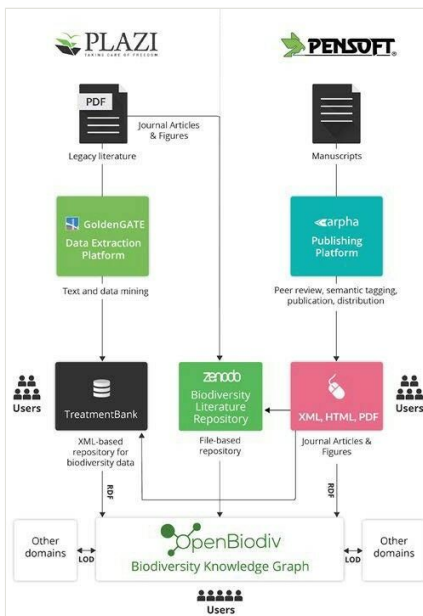 PLAZI
TAKING CARE OF FREEDOM
PENSOFT®
PDF
Journal Articles
& Figures
Legacy literature
Manuscripts
GoldenGATE
Data Extraction
Platform
arpha
Publishing
Platform
Text and data mining
Peer review, semantic tagging,
publication, distribution
Users
TreatmentBank
zenodo
Biodiversity
Literature
Repository
XML, HTML, PDF
Users
XML-based
repository for
biodiversity data
File-based
repository
Journal Articles &
Figures
RDF
RDF
Other
domains
LOD
OpenBiodiv
Biodiversity Knowledge Graph
LOD
Other
domains
Users